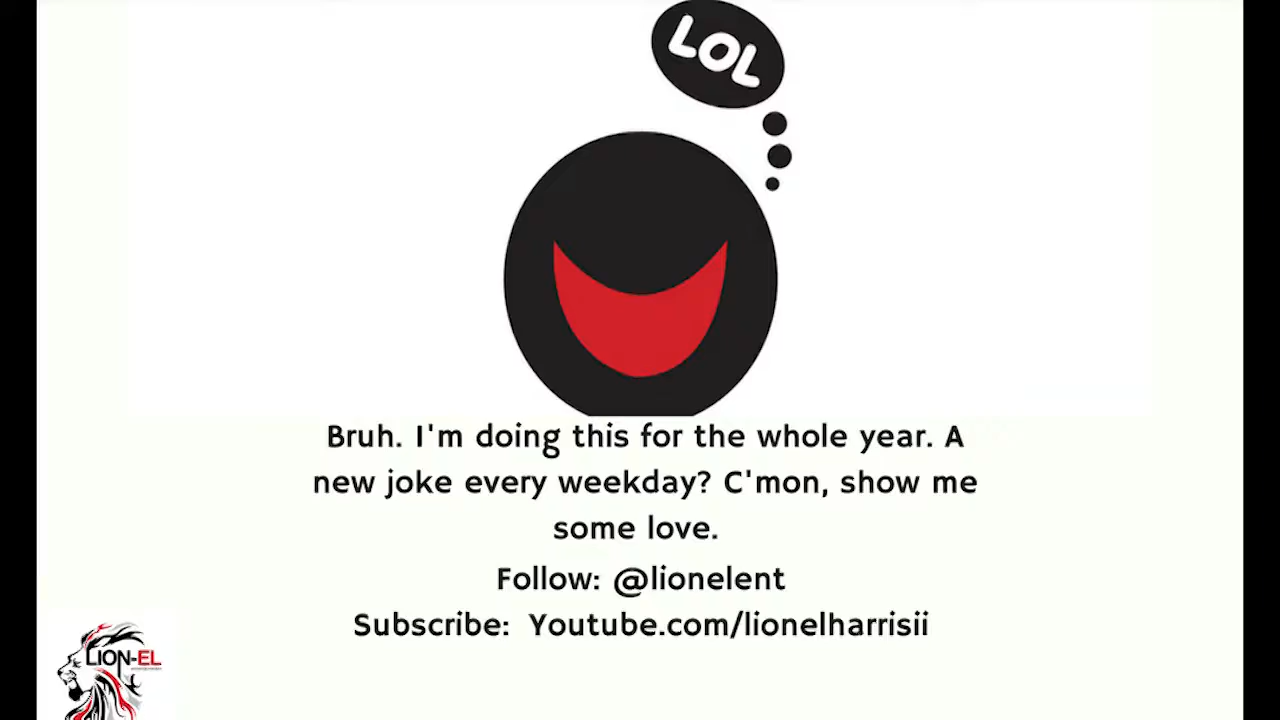 LOL
Bruh. I'm doing this for the whole year. A
new joke every weekday? C'mon, show me
some love.
Follow: @lionelent
Subscribe: Youtube.com/lionelharrisii
LION-EL